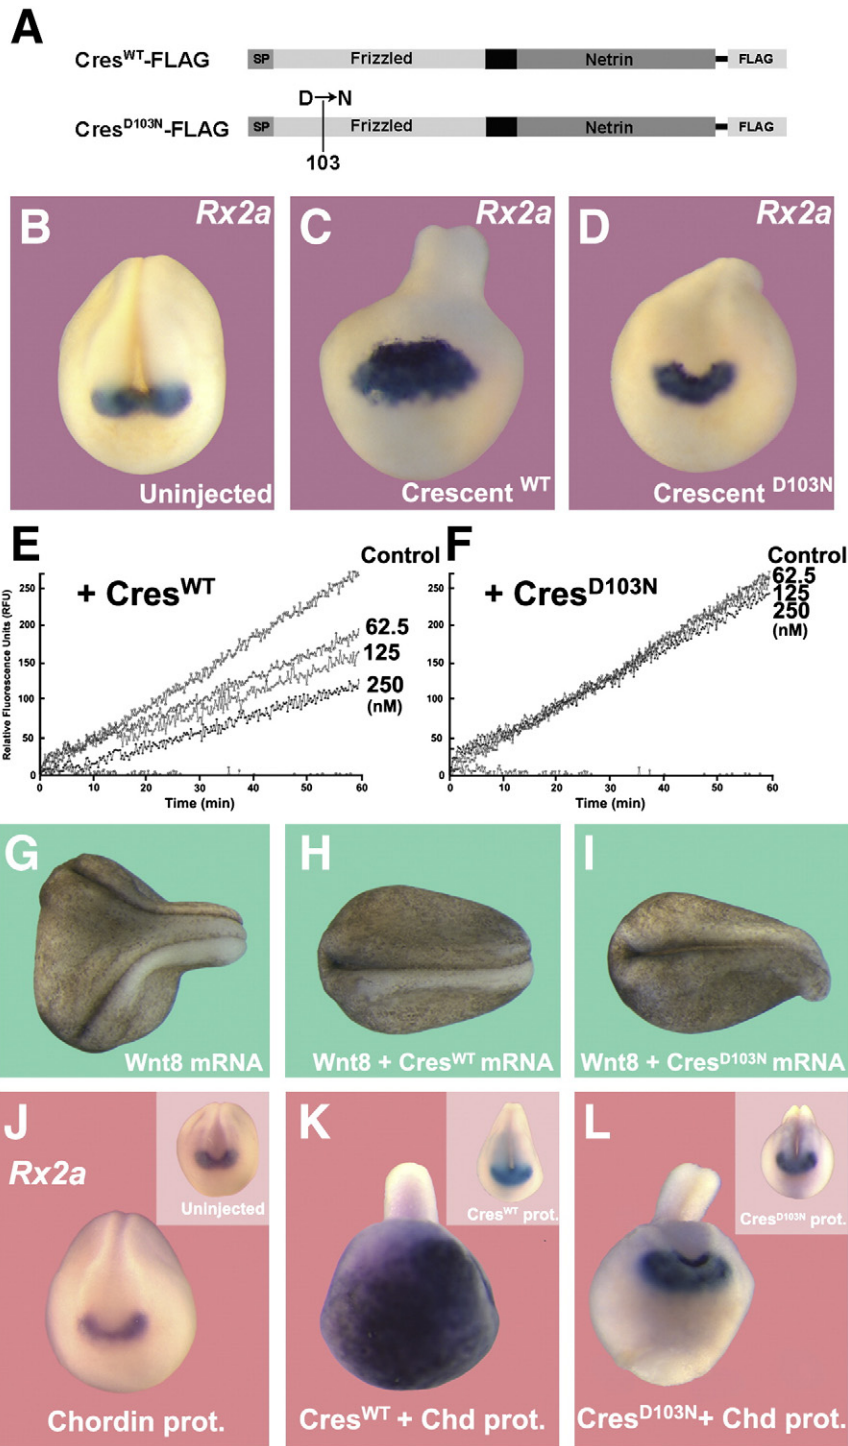 A
Cres^WT-FLAG SP Frizzled Netrin FLAG
D→N
Cres^D103N-FLAG SP Frizzled Netrin FLAG
103
B Rx2a
Uninjected
C Rx2a
Crescent WT
D Rx2a
Crescent D103N
E
+ Cres^WT
Control
62.5
125
250
(nM)
Relative Fluorescence Units (RFU)
250
200
150
100
50
0
0 10 20 30 40 50 60
Time (min)
F
+ Cres^D103N
Control
62.5
125
250
(nM)
250
200
150
100
50
0
0 10 20 30 40 50 60
Time (min)
G
Wnt8 mRNA
H
Wnt8 + Cres^WT mRNA
I
Wnt8 + Cres^D103N mRNA
J
Rx2a
Uninjected
Chordin prot.
K
Cres^WT prot.
Cres^WT + Chd prot.
L
Cres^D103N prot.
Cres^D103N+ Chd prot.